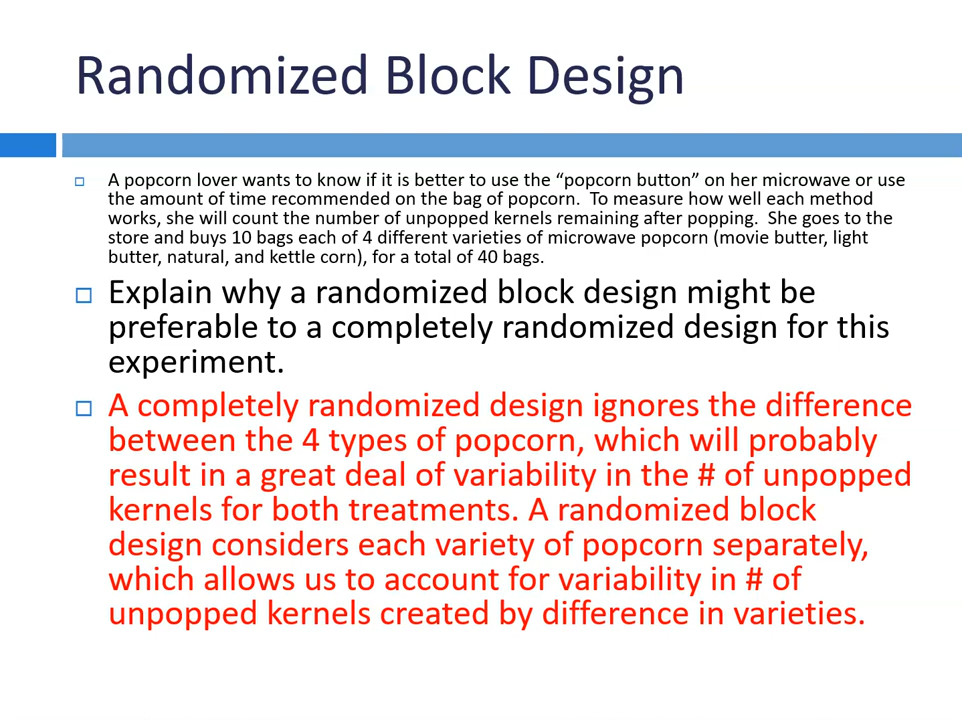 Randomized Block Design
A popcorn lover wants to know if it is better to use the “popcorn button” on her microwave or use
the amount of time recommended on the bag of popcorn.  To measure how well each method
works, she will count the number of unpopped kernels remaining after popping.  She goes to the
store and buys 10 bags each of 4 different varieties of microwave popcorn (movie butter, light
butter, natural, and kettle corn), for a total of 40 bags.
Explain why a randomized block design might be
preferable to a completely randomized design for this
experiment.
A completely randomized design ignores the difference
between the 4 types of popcorn, which will probably
result in a great deal of variability in the # of unpopped
kernels for both treatments. A randomized block
design considers each variety of popcorn separately,
which allows us to account for variability in # of
unpopped kernels created by difference in varieties.